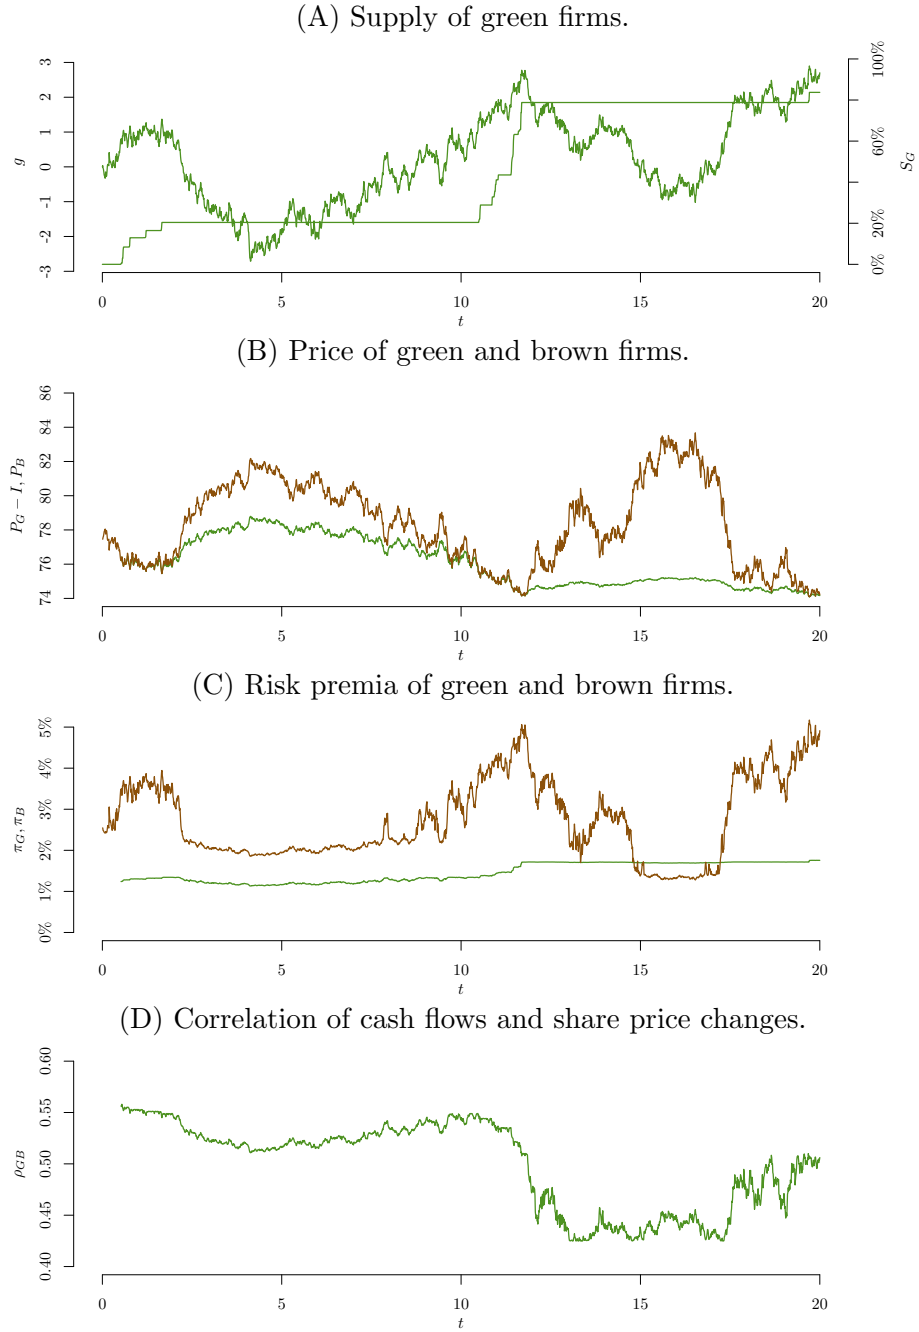 (A) Supply of green firms.
3
2
1
0
-1
-2
-3
g
100%
60%
20%
0%
S_G
0 5 10 15 20
t
(B) Price of green and brown firms.
86
84
82
80
78
76
74
P_G − I, P_B
0 5 10 15 20
t
(C) Risk premia of green and brown firms.
5%
4%
3%
2%
1%
0%
π_G, π_B
0 5 10 15 20
t
(D) Correlation of cash flows and share price changes.
0.60
0.55
0.50
0.45
0.40
ρ_GB
0 5 10 15 20
t